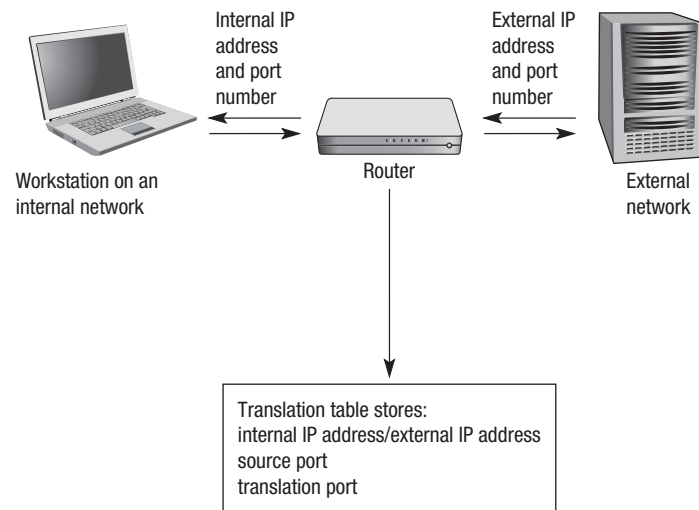 Internal IP
address
and port
number
External IP
address
and port
number
Workstation on an
internal network
Router
External
network
Translation table stores:
internal IP address/external IP address
source port
translation port